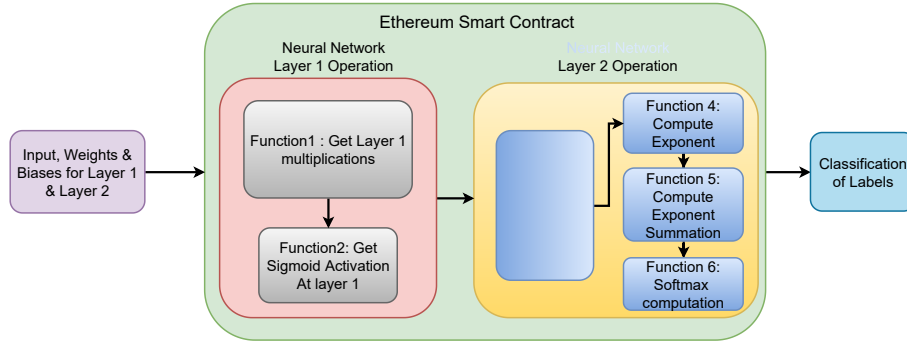 Ethereum Smart Contract
Neural Network
Layer 1 Operation
Neural Network
Layer 2 Operation
Input, Weights &
Biases for Layer 1
& Layer 2
Function1 : Get Layer 1
multiplications
Function2: Get
Sigmoid Activation
At layer 1
Function 4:
Compute
Exponent
Function 5:
Compute
Exponent
Summation
Function 6:
Softmax
computation
Classification
of Labels